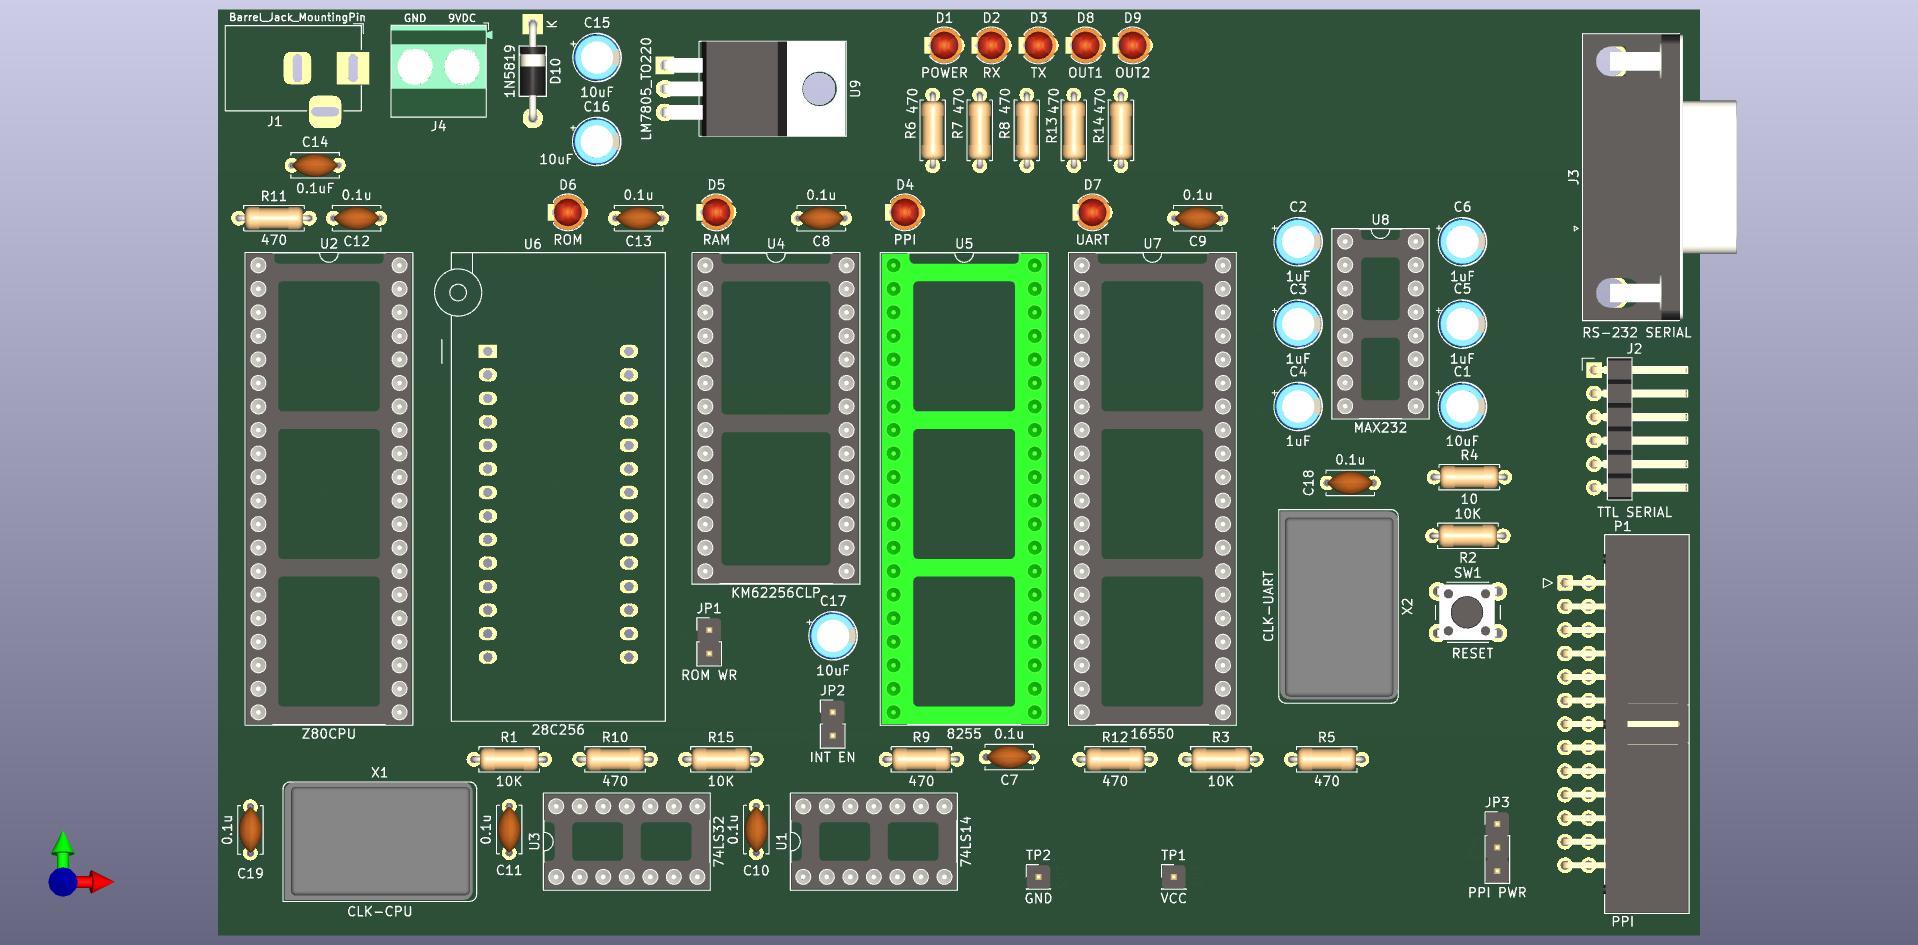 Barrel_Jack_MountingPin
J1
GND 9VDC
J4
K
1N5819
D10
C15
10uF
C16
10uF
LM7805_TO220
U9
D1 D2 D3 D8 D9
POWER RX TX OUT1 OUT2
R6 470
R7 470
R8 470
R13 470
R14 470
J3
RS-232 SERIAL
C14
0.1uF
R11
470
0.1u
C12
D6
ROM
0.1u
C13
D5
RAM
0.1u
C8
D4
PPI
D7
UART
0.1u
C9
U2
Z80CPU
U6
28C256
U4
KM62256CLP
U5
8255
U7
16550
C2
1uF
C3
1uF
C4
1uF
U8
MAX232
C6
1uF
C5
1uF
C1
10uF
J2
TTL SERIAL
0.1u
C18
R4
10
10K
R2
SW1
RESET
CLK-UART
X2
P1
PPI
JP1
ROM WR
C17
10uF
JP2
INT EN
R1
10K
R10
470
R15
10K
R9
470
0.1u
C7
R12
470
R3
10K
R5
470
0.1u
C19
X1
CLK-CPU
0.1u
C11
U3
74LS32
0.1u
C10
U1
74LS14
TP2
GND
TP1
VCC
JP3
PPI PWR